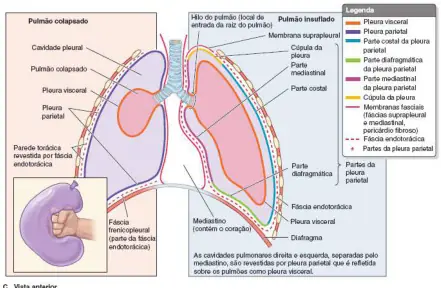 Pulmão colapsado
Cavidade pleural
Pulmão colapsado
Pleura visceral
Pleura
parietal
Parede torácica
revestida por fáscia
endotorácica
Fáscia
frenicopleural
(parte da fáscia
endotorácica)
Hilo do pulmão (local de
entrada da raiz do pulmão)
Pulmão insuflado
Membrana suprapleural
Cúpula da
pleura
Parte
mediastinal
Parte costal
Parte
diafragmática
Partes da
pleura
parietal
Fáscia endotorácica
Pleura visceral
Diafragma
Mediastino
(contém o coração)
As cavidades pulmonares direita e esquerda, separadas pelo
mediastino, são revestidas por pleura parietal que é refletida
sobre os pulmões como pleura visceral.
Legenda
Pleura visceral
Pleura parietal
Parte costal da pleura
parietal
Parte diafragmática
da pleura parietal
Parte mediastinal
da pleura parietal
Cúpula da pleura
Membranas fasciais
(fáscias suprapleural
e mediastinal,
pericárdio fibroso)
Fáscia endotorácica
Partes da pleura parietal
C. Vista anterior